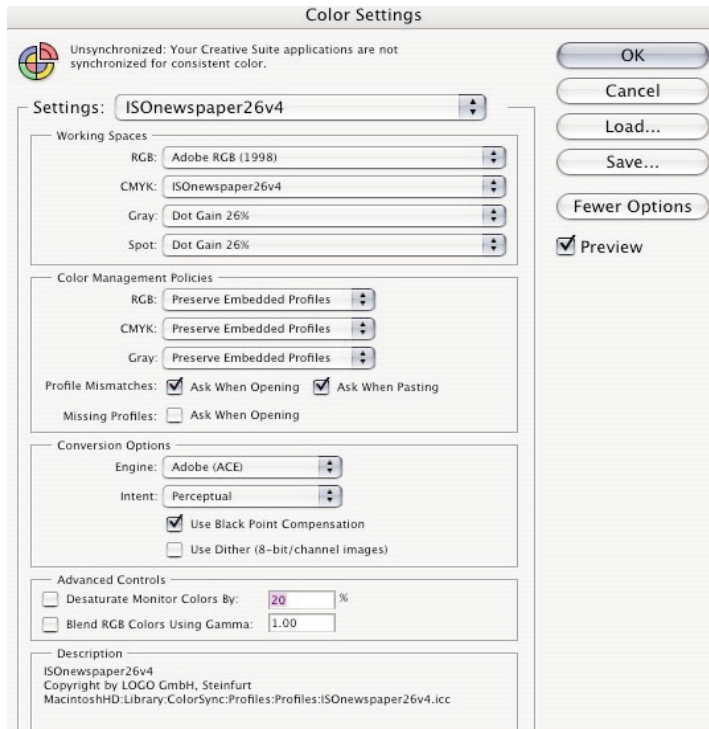 Color Settings
Unsynchronized: Your Creative Suite applications are not
synchronized for consistent color.
OK
Cancel
Load...
Save...
Fewer Options
Preview
Settings: ISOnewspaper26v4
Working Spaces
RGB: Adobe RGB (1998)
CMYK: ISOnewspaper26v4
Gray: Dot Gain 26%
Spot: Dot Gain 26%
Color Management Policies
RGB: Preserve Embedded Profiles
CMYK: Preserve Embedded Profiles
Gray: Preserve Embedded Profiles
Profile Mismatches: Ask When Opening Ask When Pasting
Missing Profiles: Ask When Opening
Conversion Options
Engine: Adobe (ACE)
Intent: Perceptual
Use Black Point Compensation
Use Dither (8-bit/channel images)
Advanced Controls
Desaturate Monitor Colors By: 20 %
Blend RGB Colors Using Gamma: 1.00
Description
ISOnewspaper26v4
Copyright by LOGO GmbH, Steinfurt
MacintoshHD:Library:ColorSync:Profiles:Profiles:ISOnewspaper26v4.icc